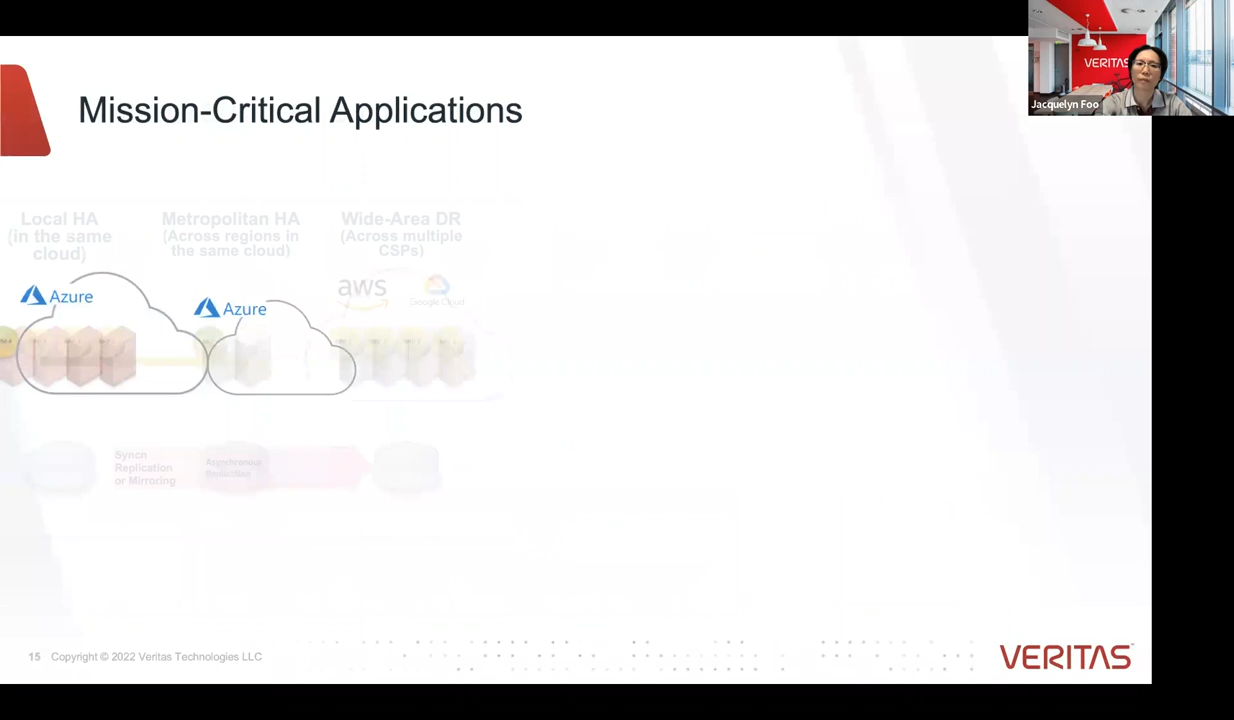 VERITAS
Jacquelyn Foo
Mission-Critical Applications
Local HA
(in the same
cloud)
Metropolitan HA
(Across regions in
the same cloud)
Wide-Area DR
(Across multiple
CSPs)
Azure
Azure
aws
Google Cloud
Syncn
Replication
or Mirroring
Asynchronous
Replication
15 Copyright © 2022 Veritas Technologies LLC
VERITAS